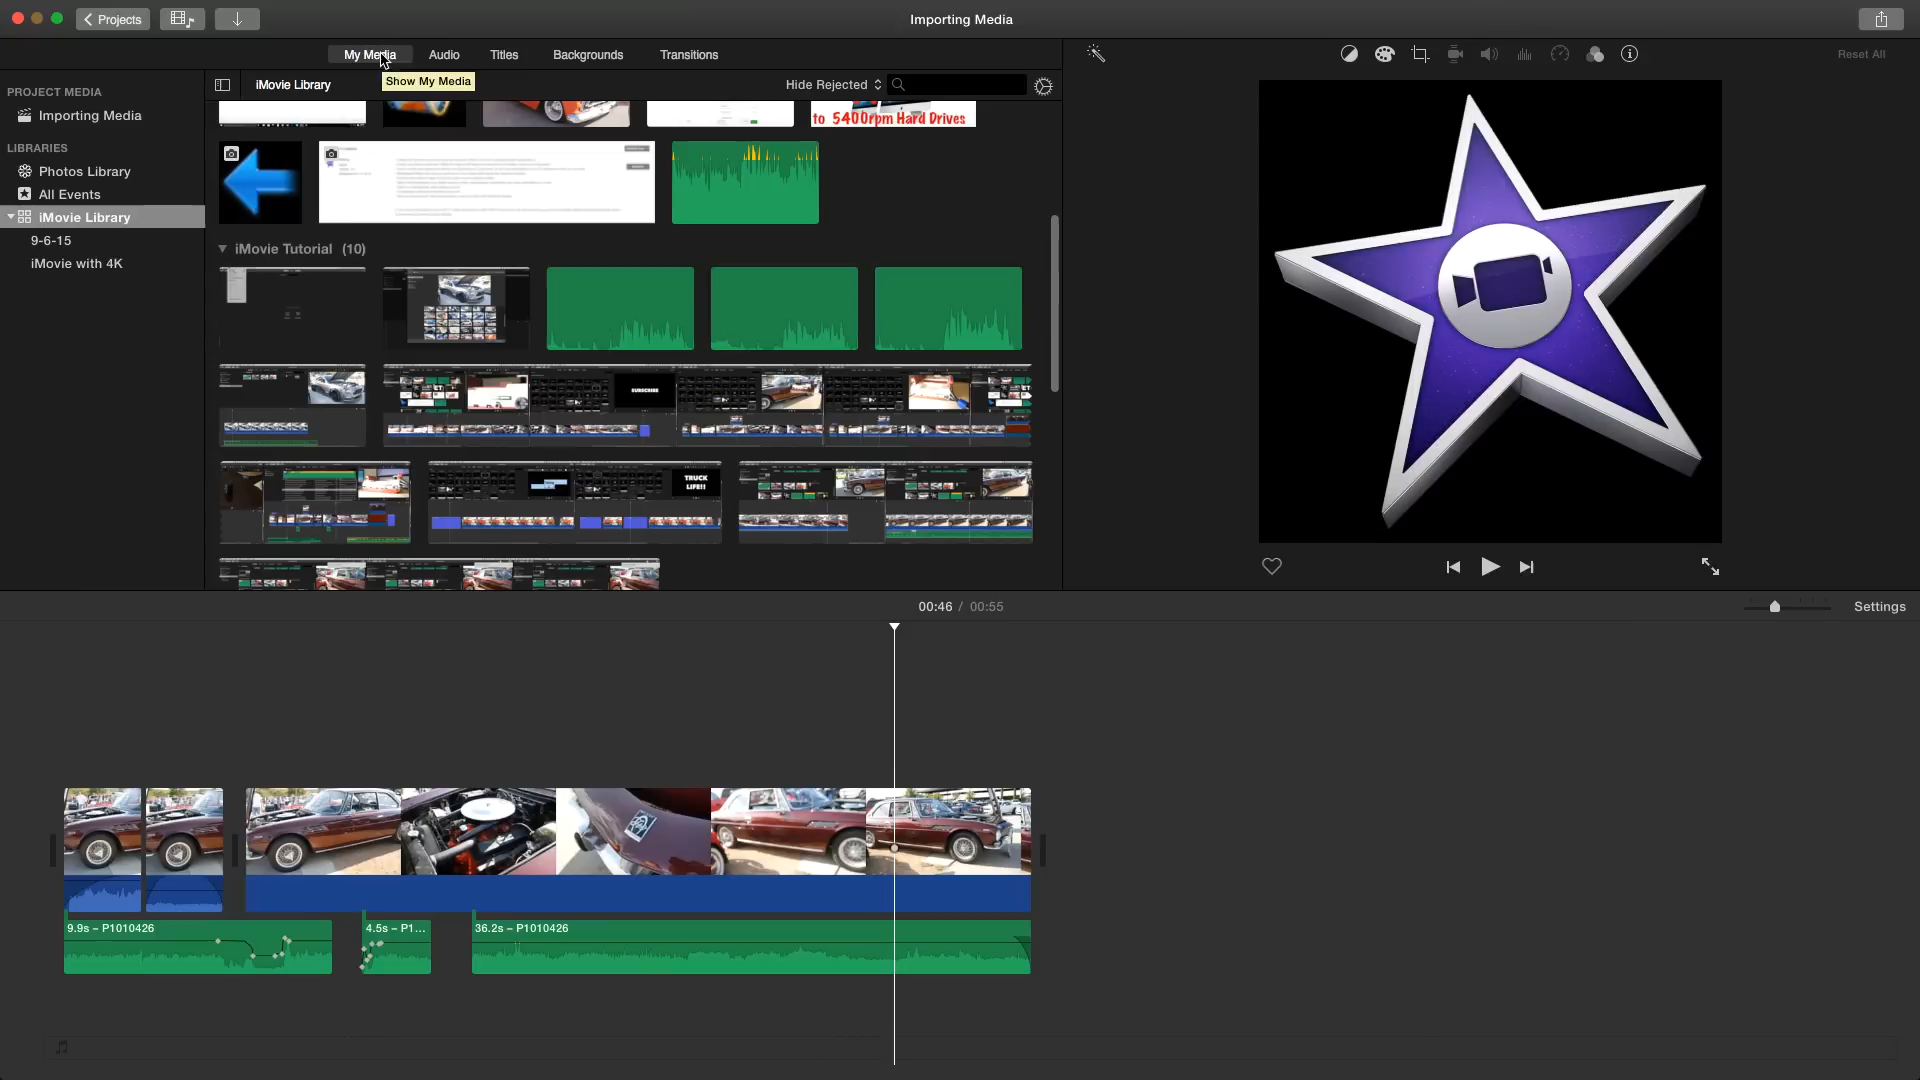 Projects
Importing Media
My Media
Audio
Titles
Backgrounds
Transitions
Reset All
PROJECT MEDIA
Importing Media
LIBRARIES
Photos Library
All Events
iMovie Library
9-6-15
iMovie with 4K
iMovie Library
Show My Media
Hide Rejected
to 5400rpm Hard Drives
iMovie Tutorial (10)
SUBSCRIBE
TRUCK
LIFE!!
00:46 / 00:55
Settings
9.9s – P1010426
4.5s – P1...
36.2s – P1010426